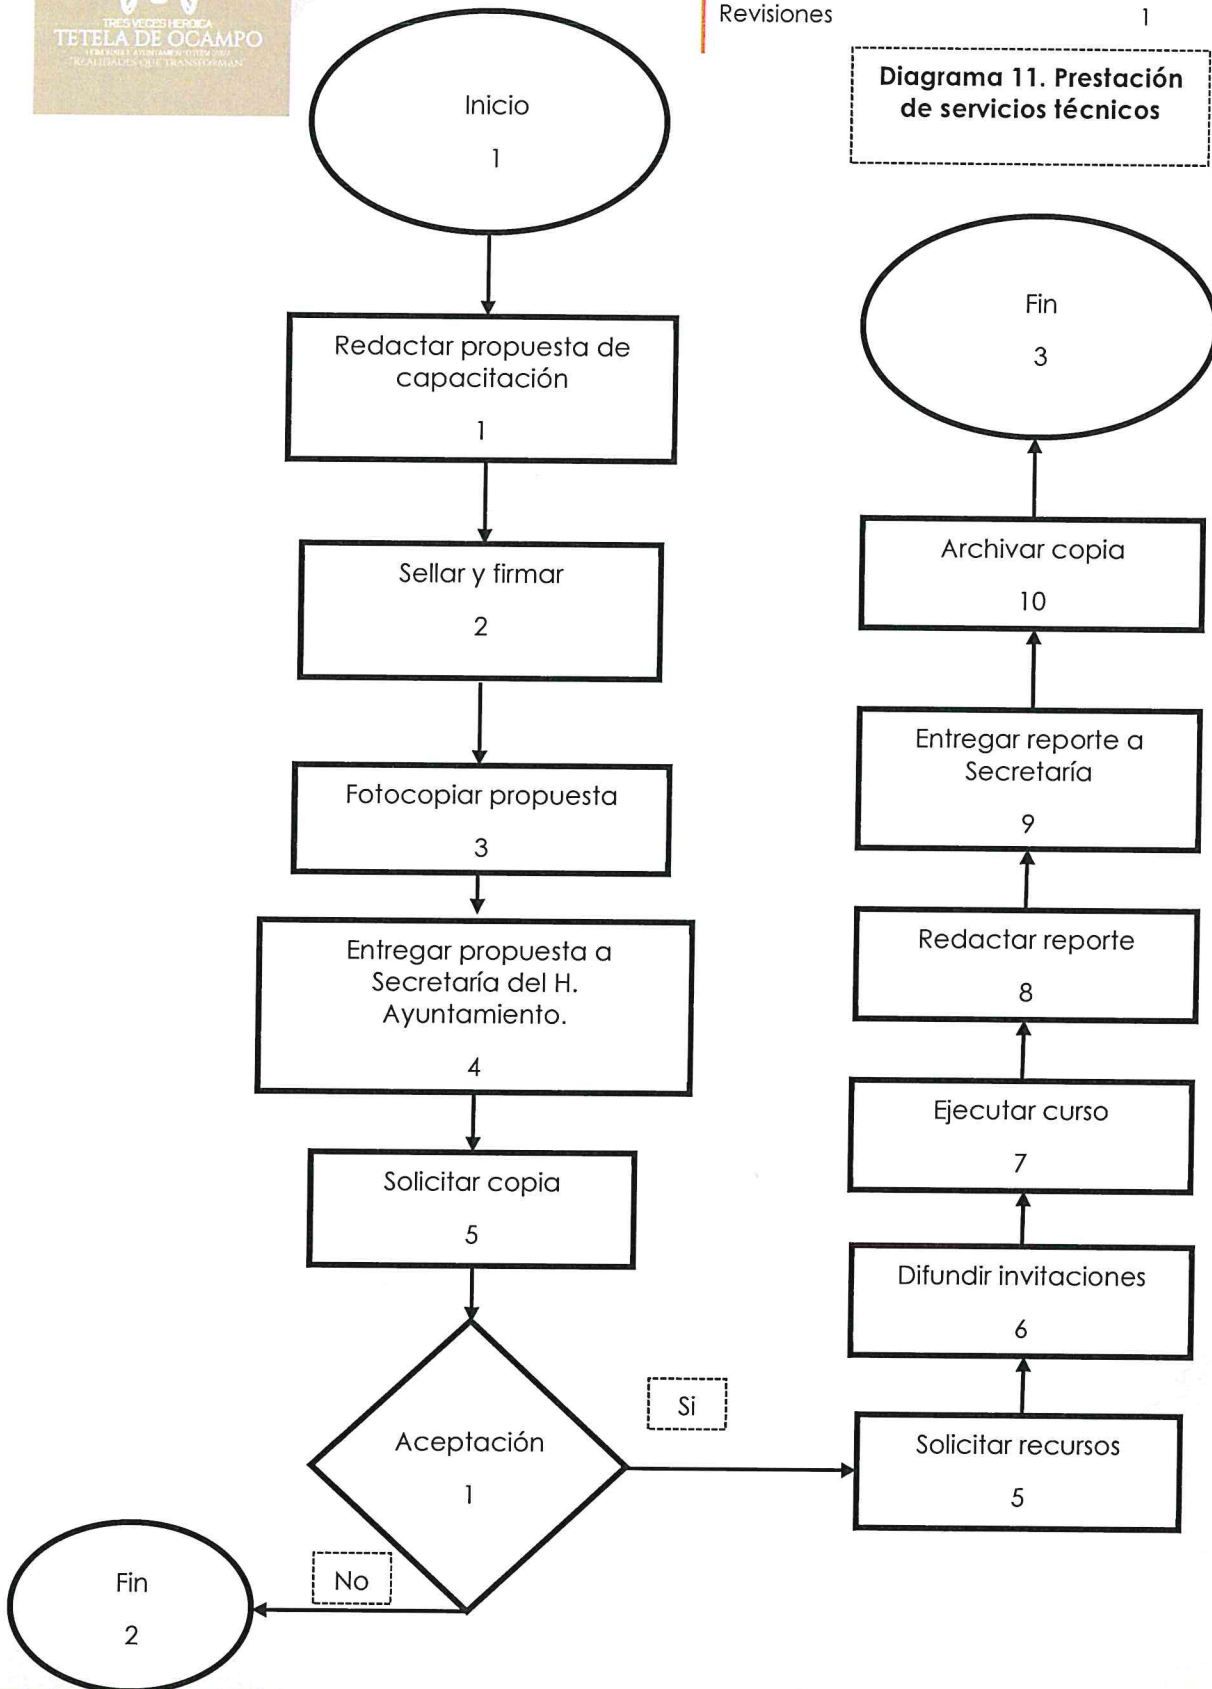 TRES VECES HEROICA
TETELA DE OCAMPO
"REALIDADES QUE TRANSFORMAN"
Revisiones 1
Diagrama 11. Prestación
de servicios técnicos
Inicio
1
Redactar propuesta de
capacitación
1
Sellar y firmar
2
Fotocopiar propuesta
3
Entregar propuesta a
Secretaría del H.
Ayuntamiento.
4
Solicitar copia
5
Aceptación
1
No
Fin
2
Si
Solicitar recursos
5
Difundir invitaciones
6
Ejecutar curso
7
Redactar reporte
8
Entregar reporte a
Secretaría
9
Archivar copia
10
Fin
3